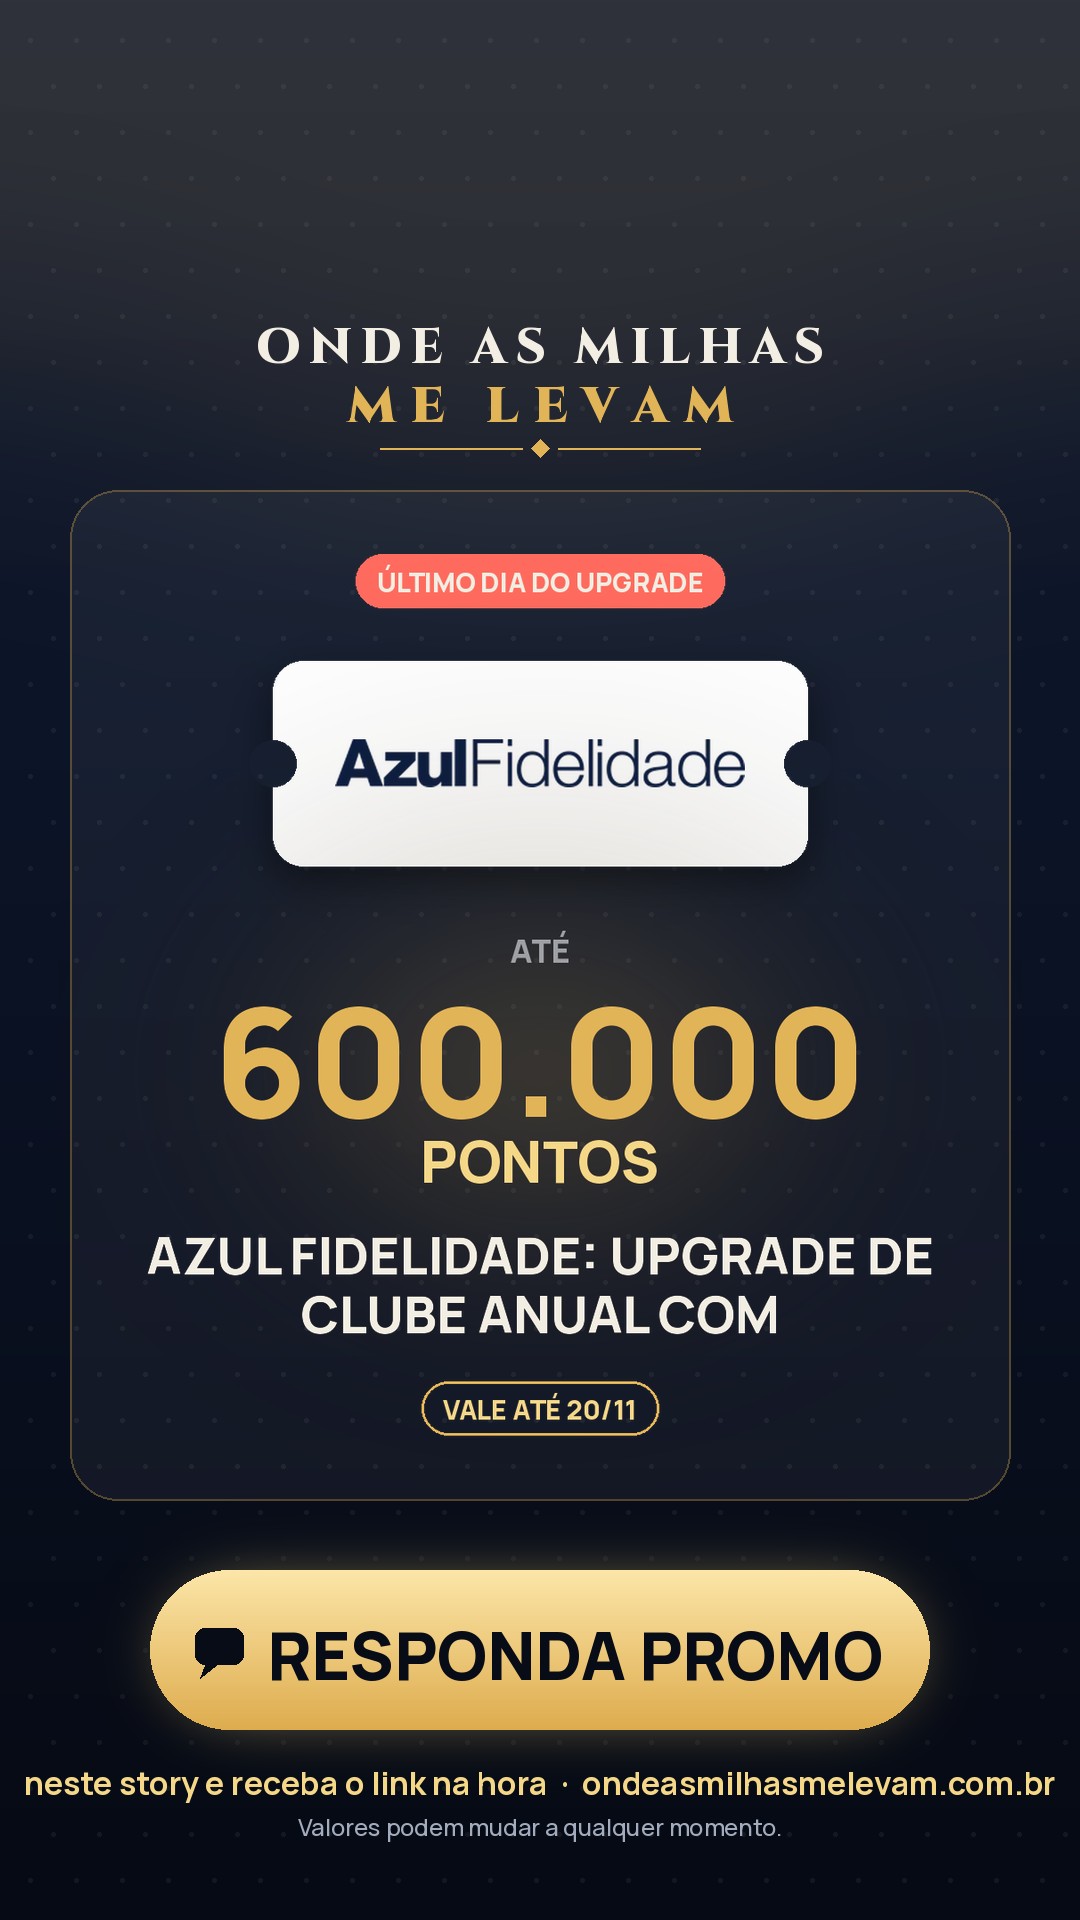 ONDE AS MILHAS
ME LEVAM
ÚLTIMO DIA DO UPGRADE
AzulFidelidade
ATÉ
600.000
PONTOS
AZUL FIDELIDADE: UPGRADE DE
CLUBE ANUAL COM
VALE ATÉ 20/11
RESPONDA PROMO
neste story e receba o link na hora · ondeasmilhasmelevam.com.br
Valores podem mudar a qualquer momento.